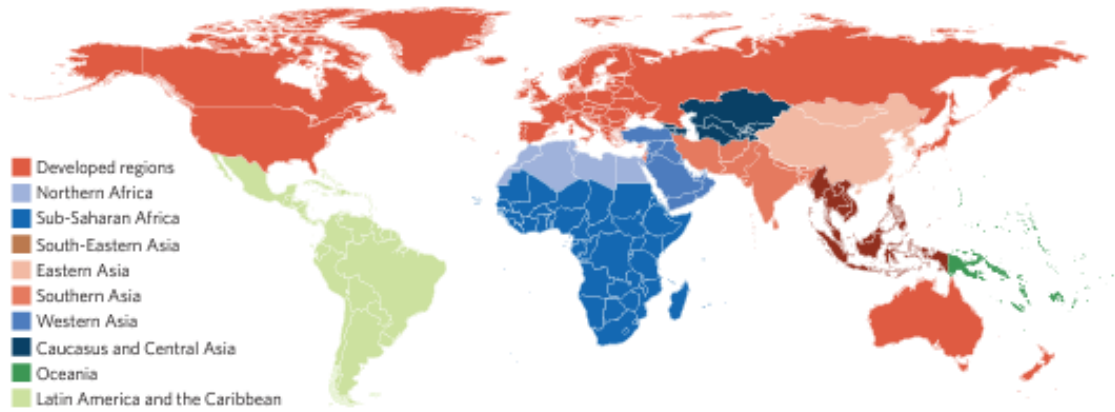 Developed regions
Northern Africa
Sub-Saharan Africa
South-Eastern Asia
Eastern Asia
Southern Asia
Western Asia
Caucasus and Central Asia
Oceania
Latin America and the Caribbean